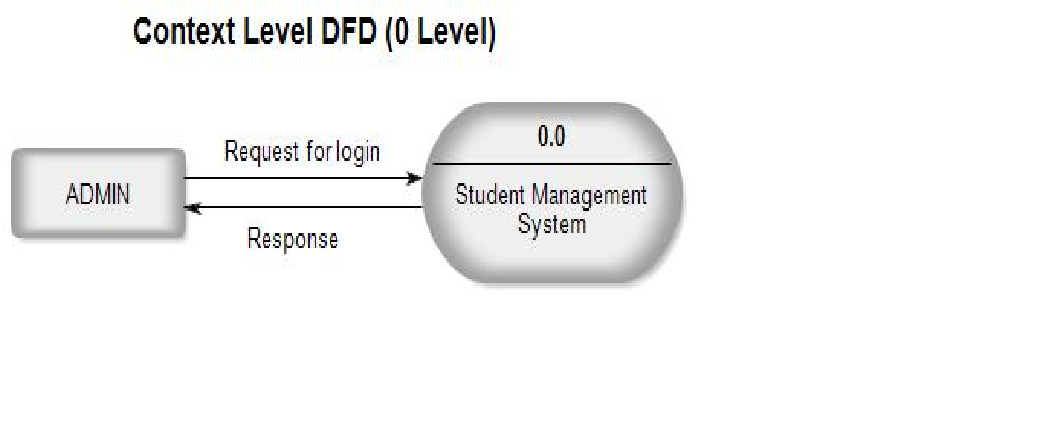 Context Level DFD (0 Level)
Request for login
0.0
ADMIN
Student Management
System
Response